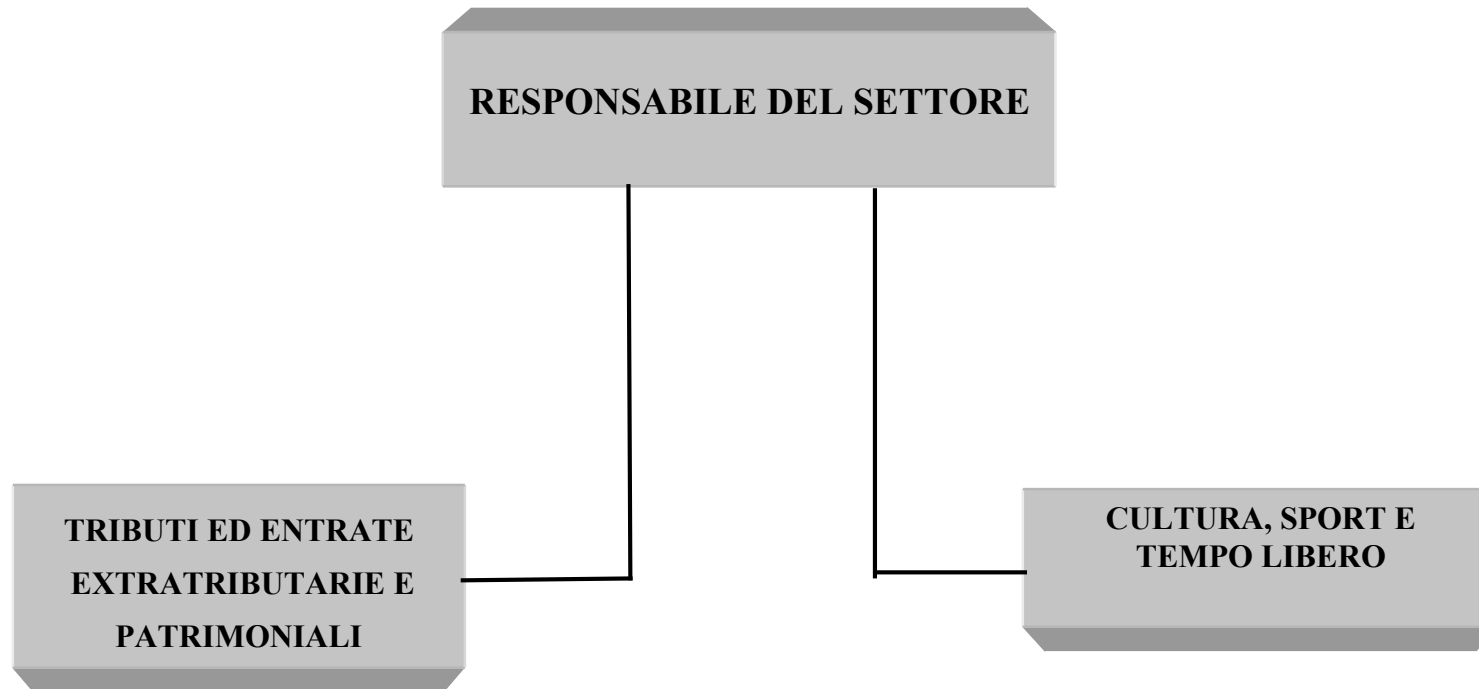 RESPONSABILE DEL SETTORE
TRIBUTI ED ENTRATE
EXTRATRIBUTARIE E
PATRIMONIALI
CULTURA, SPORT E
TEMPO LIBERO